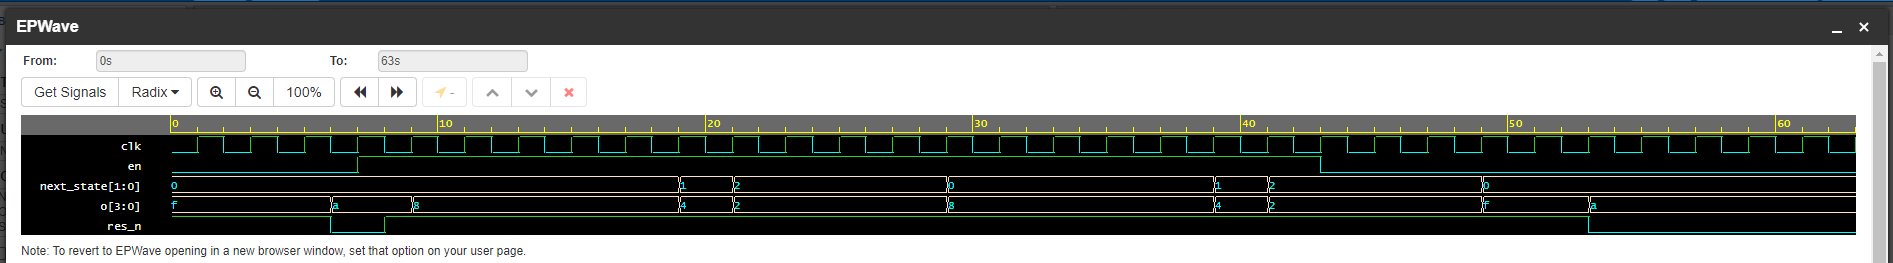 EPWave
From: 0s To: 63s
Get Signals Radix 100% -
0 10 20 30 40 50 60
clk
en
next_state[1:0] 0 1 2 0 1 2 0
o[3:0] f a 8 4 2 8 4 2 f a
res_n
Note: To revert to EPWave opening in a new browser window, set that option on your user page.